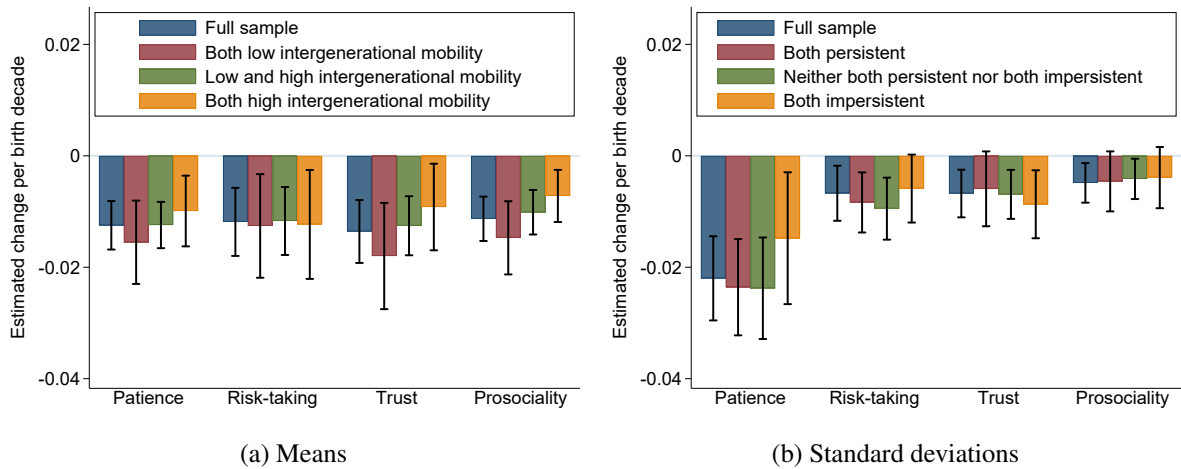 Estimated change per birth decade
0.02
0
-0.02
-0.04
Full sample
Both low intergenerational mobility
Low and high intergenerational mobility
Both high intergenerational mobility
Patience Risk-taking Trust Prosociality
(a) Means
Estimated change per birth decade
0.02
0
-0.02
-0.04
Full sample
Both persistent
Neither both persistent nor both impersistent
Both impersistent
Patience Risk-taking Trust Prosociality
(b) Standard deviations